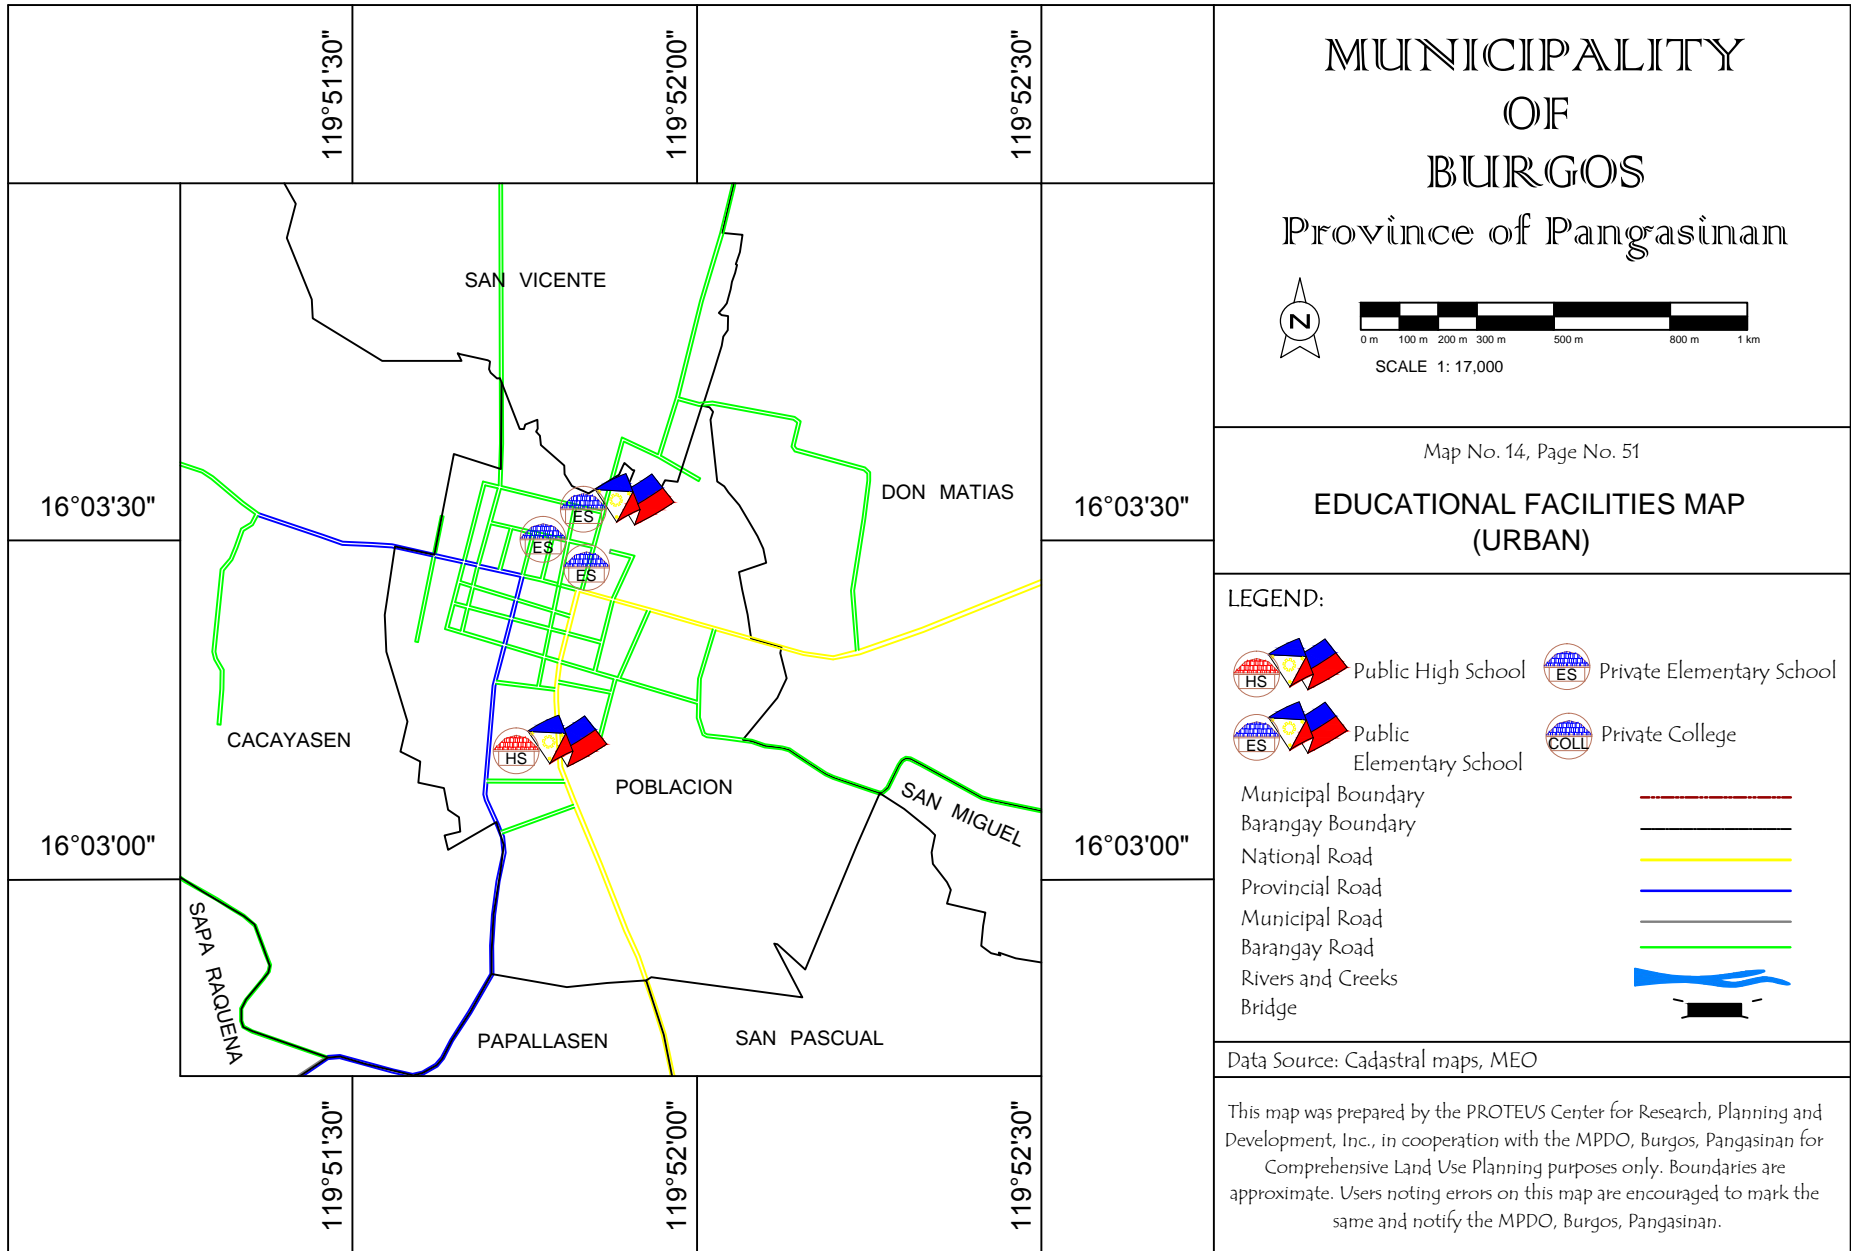 119°51'30"
119°52'00"
119°52'30"
SAN VICENTE
16°03'30"
DON MATIAS
16°03'30"
ES
ES
ES
CACAYASEN
HS
POBLACION
SAN MIGUEL
16°03'00"
16°03'00"
SAPA RAQUENA
PAPALLASEN
SAN PASCUAL
119°51'30"
119°52'00"
119°52'30"
MUNICIPALITY
OF
BURGOS
Province of Pangasinan
N
0 m 100 m 200 m 300 m 500 m 800 m 1 km
SCALE 1: 17,000
Map No. 14, Page No. 51
EDUCATIONAL FACILITIES MAP
(URBAN)
LEGEND:
HS Public High School
ES Private Elementary School
ES Public
Elementary School
COLL Private College
Municipal Boundary
Barangay Boundary
National Road
Provincial Road
Municipal Road
Barangay Road
Rivers and Creeks
Bridge
Data Source: Cadastral maps, MEO
This map was prepared by the PROTEUS Center for Research, Planning and
Development, Inc., in cooperation with the MPDO, Burgos, Pangasinan for
Comprehensive Land Use Planning purposes only. Boundaries are
approximate. Users noting errors on this map are encouraged to mark the
same and notify the MPDO, Burgos, Pangasinan.